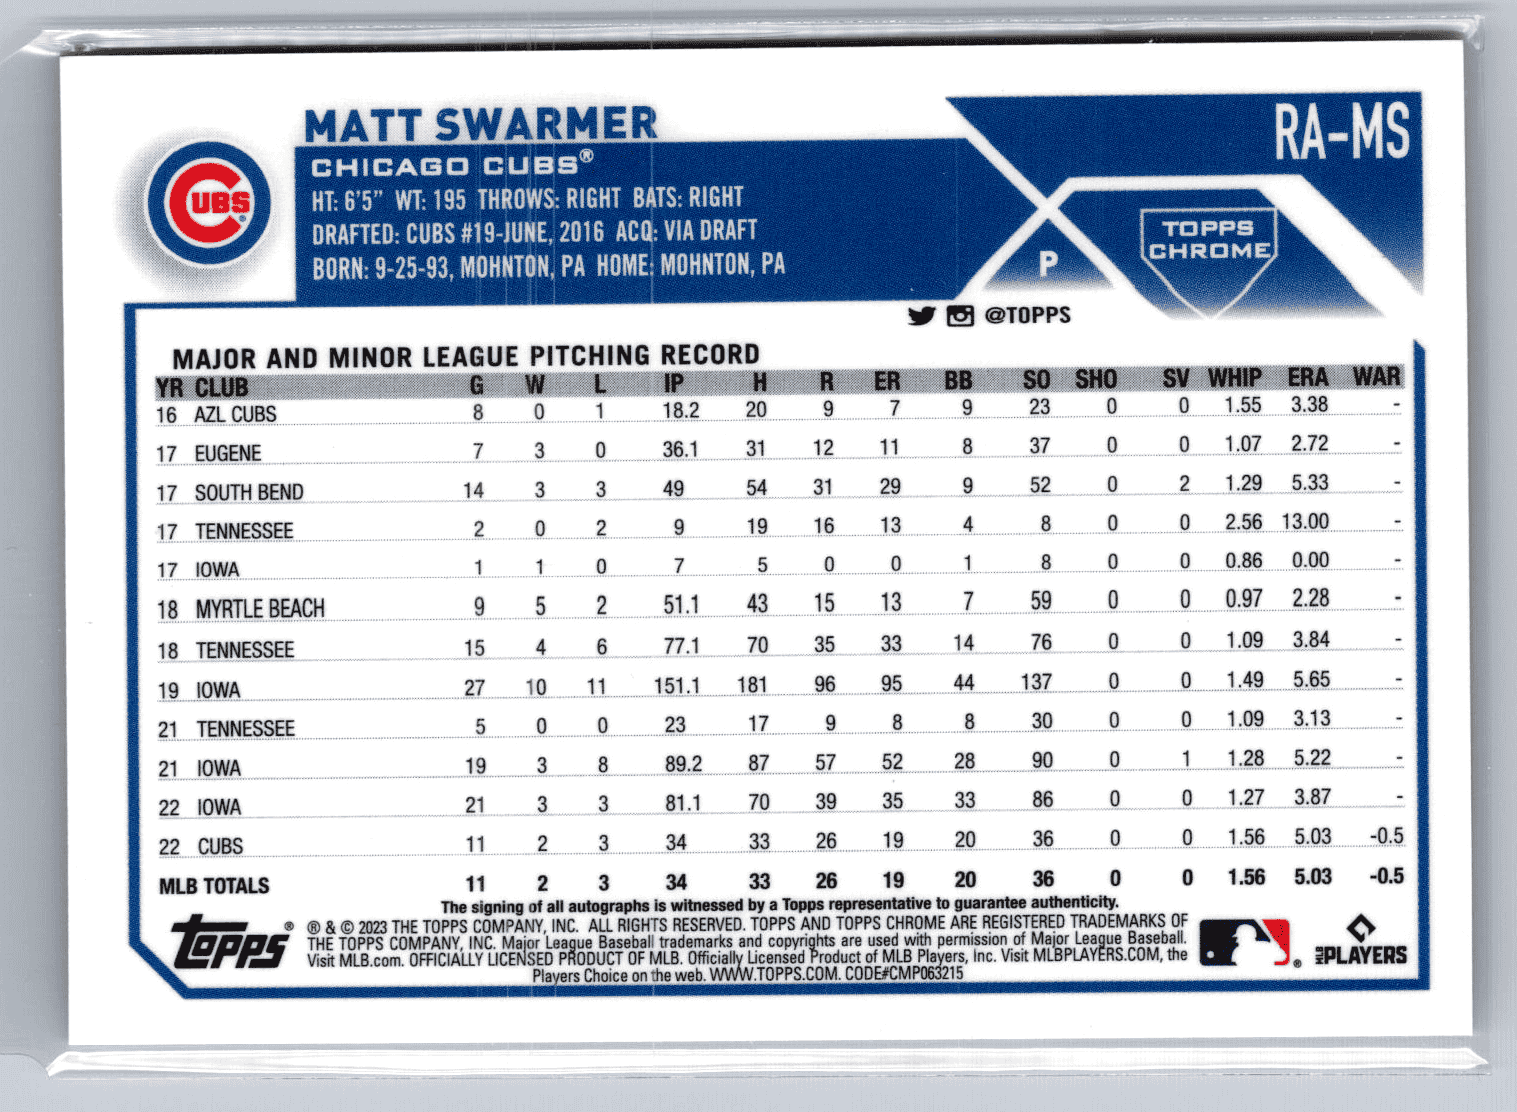 MATT SWARMER
RA-MS
CHICAGO CUBS®
HT: 6'5" WT: 195 THROWS: RIGHT BATS: RIGHT
DRAFTED: CUBS #19-JUNE, 2016 ACQ: VIA DRAFT
BORN: 9-25-93, MOHNTON, PA HOME: MOHNTON, PA
CUBS ®
P
TOPPS
CHROME
@TOPPS
MAJOR AND MINOR LEAGUE PITCHING RECORD
YR CLUB G W L IP H R ER BB SO SHO SV WHIP ERA WAR
16 AZL CUBS 8 0 1 18.2 20 9 7 9 23 0 0 1.55 3.38 -
17 EUGENE 7 3 0 36.1 31 12 11 8 37 0 0 1.07 2.72 -
17 SOUTH BEND 14 3 3 49 54 31 29 9 52 0 2 1.29 5.33 -
17 TENNESSEE 2 0 2 9 19 16 13 4 8 0 0 2.56 13.00 -
17 IOWA 1 1 0 7 5 0 0 1 8 0 0 0.86 0.00 -
18 MYRTLE BEACH 9 5 2 51.1 43 15 13 7 59 0 0 0.97 2.28 -
18 TENNESSEE 15 4 6 77.1 70 35 33 14 76 0 0 1.09 3.84 -
19 IOWA 27 10 11 151.1 181 96 95 44 137 0 0 1.49 5.65 -
21 TENNESSEE 5 0 0 23 17 9 8 8 30 0 0 1.09 3.13 -
21 IOWA 19 3 8 89.2 87 57 52 28 90 0 1 1.28 5.22 -
22 IOWA 21 3 3 81.1 70 39 35 33 86 0 0 1.27 3.87 -
22 CUBS 11 2 3 34 33 26 19 20 36 0 0 1.56 5.03 -0.5
MLB TOTALS 11 2 3 34 33 26 19 20 36 0 0 1.56 5.03 -0.5
The signing of all autographs is witnessed by a Topps representative to guarantee authenticity.
® & © 2023 THE TOPPS COMPANY, INC. ALL RIGHTS RESERVED. TOPPS AND TOPPS CHROME ARE REGISTERED TRADEMARKS OF
THE TOPPS COMPANY, INC. Major League Baseball trademarks and copyrights are used with permission of Major League Baseball.
Visit MLB.com. OFFICIALLY LICENSED PRODUCT OF MLB. Officially Licensed Product of MLB Players, Inc. Visit MLBPLAYERS.COM, the
Players Choice on the web. WWW.TOPPS.COM. CODE#CMP063215
Topps ®
®
MLB PLAYERS